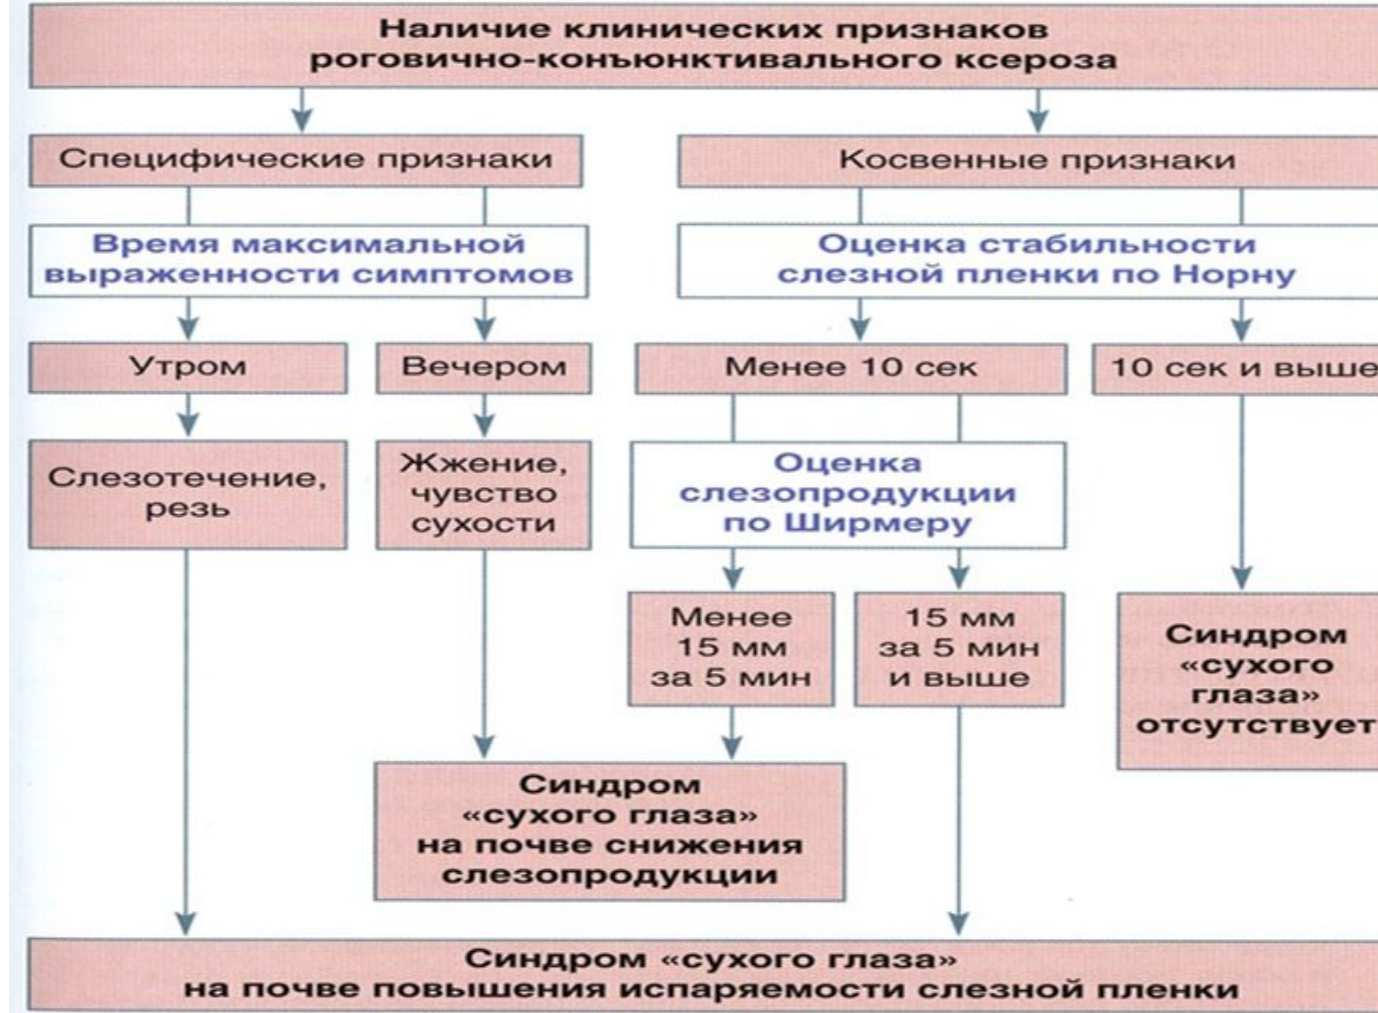 Наличие клинических признаков
роговично-конъюнктивального ксероза
Специфические признаки
Косвенные признаки
Время максимальной
выраженности симптомов
Оценка стабильности
слезной пленки по Норну
Утром
Вечером
Менее 10 сек
10 сек и выше
Слезотечение,
резь
Жжение,
чувство
сухости
Оценка
слезопродукции
по Ширмеру
Менее
15 мм
за 5 мин
15 мм
за 5 мин
и выше
Синдром
«сухого
глаза»
отсутствует
Синдром
«сухого глаза»
на почве снижения
слезопродукции
Синдром «сухого глаза»
на почве повышения испаряемости слезной пленки